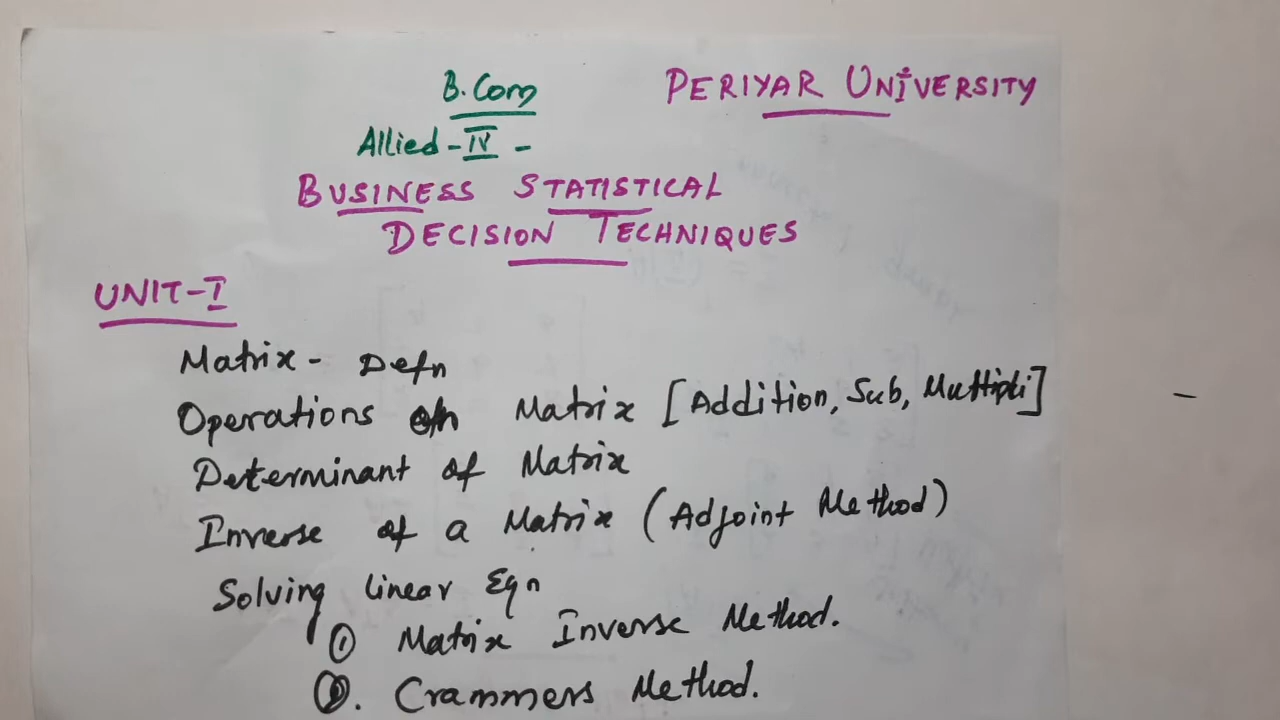 B.Com
PERIYAR UNIVERSITY
Allied-IV-
BUSINESS STATISTICAL
DECISION TECHNIQUES
UNIT-I
Matrix - Defn
Operations on Matrix [Addition, Sub, Multipli]
Determinant of Matrix
Inverse of a Matrix (Adjoint Method)
Solving linear Eqn
① Matrix Inverse Method.
②. Crammers Method.